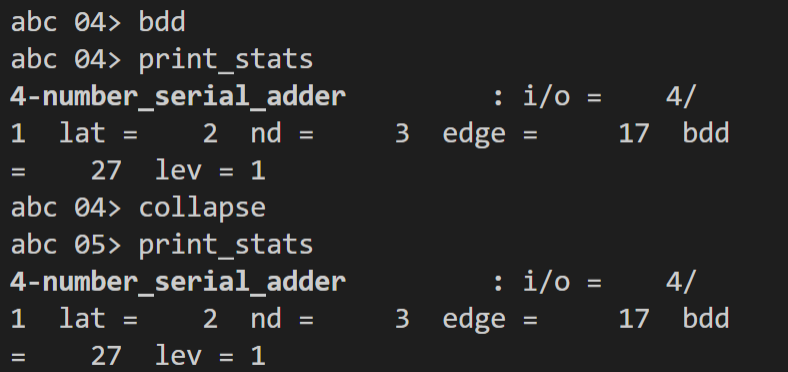 abc 04> bdd
abc 04> print_stats
4-number_serial_adder         : i/o =    4/
1  lat =    2  nd =     3  edge =     17  bdd
=    27  lev = 1
abc 04> collapse
abc 05> print_stats
4-number_serial_adder         : i/o =    4/
1  lat =    2  nd =     3  edge =     17  bdd
=    27  lev = 1